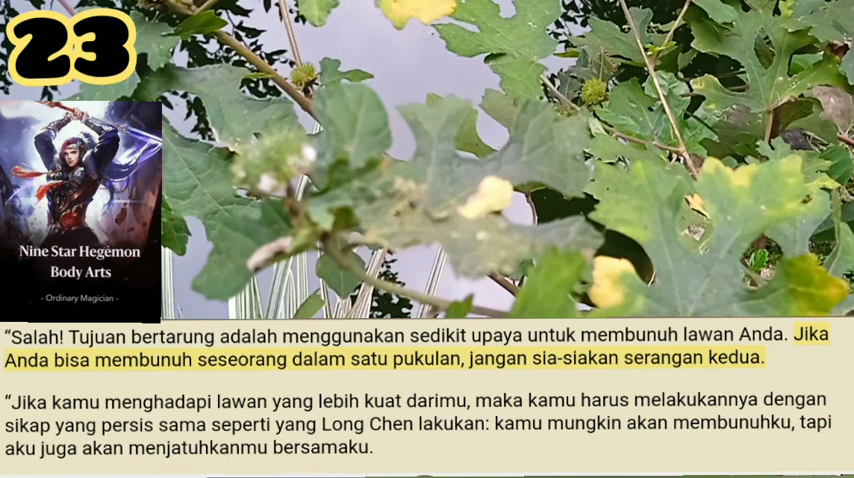 23
Nine Star Hegemon
Body Arts
- Ordinary Magician -
“Salah! Tujuan bertarung adalah menggunakan sedikit upaya untuk membunuh lawan Anda. Jika
Anda bisa membunuh seseorang dalam satu pukulan, jangan sia-siakan serangan kedua.
“Jika kamu menghadapi lawan yang lebih kuat darimu, maka kamu harus melakukannya dengan
sikap yang persis sama seperti yang Long Chen lakukan: kamu mungkin akan membunuhku, tapi
aku juga akan menjatuhkanmu bersamaku.